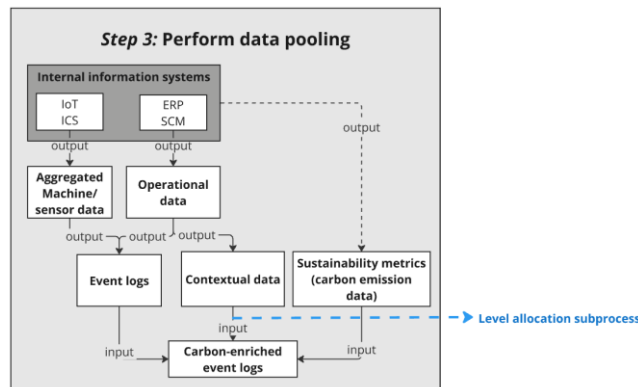 Step 3: Perform data pooling
Internal information systems
IoT
ICS
ERP
SCM
output
output
output
Aggregated
Machine/
sensor data
Operational
data
output
output
output
Event logs
Contextual data
Sustainability metrics
(carbon emission
data)
Level allocation subprocess
input
input
input
Carbon-enriched
event logs